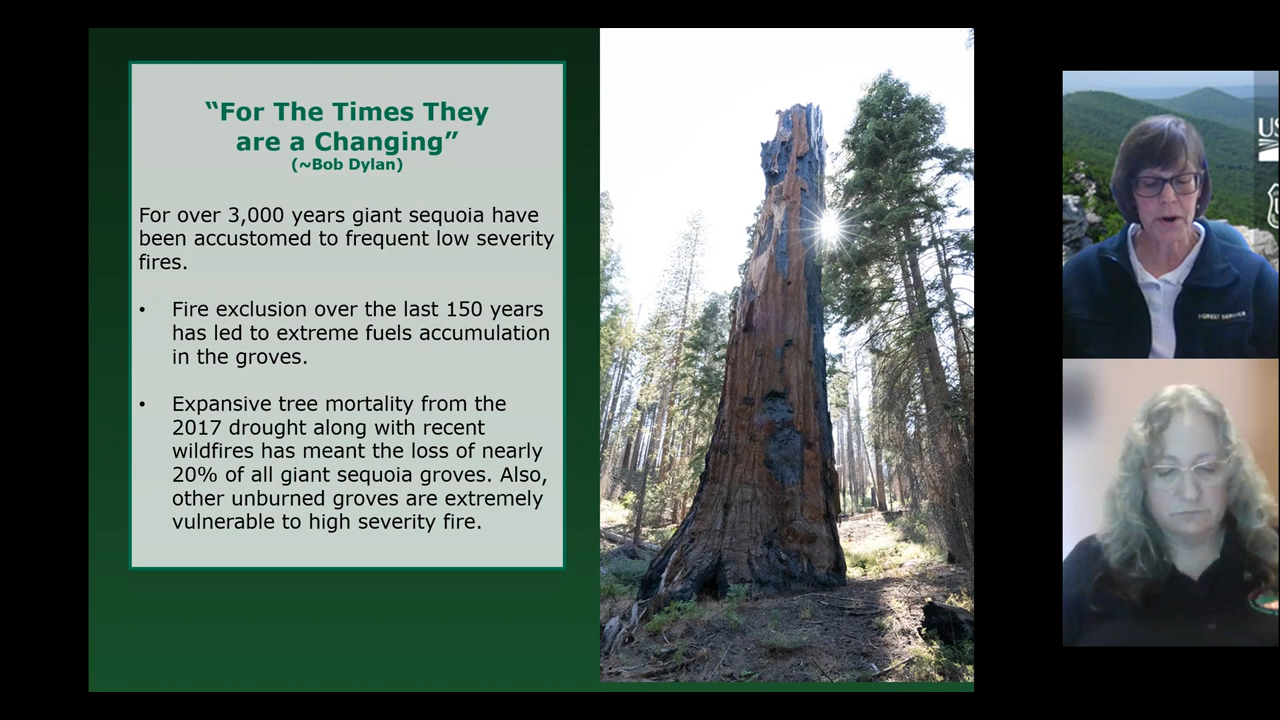 “For The Times They
are a Changing”
(~Bob Dylan)
For over 3,000 years giant sequoia have
been accustomed to frequent low severity
fires.
• Fire exclusion over the last 150 years
has led to extreme fuels accumulation
in the groves.
• Expansive tree mortality from the
2017 drought along with recent
wildfires has meant the loss of nearly
20% of all giant sequoia groves. Also,
other unburned groves are extremely
vulnerable to high severity fire.
US
FOREST SERVICE